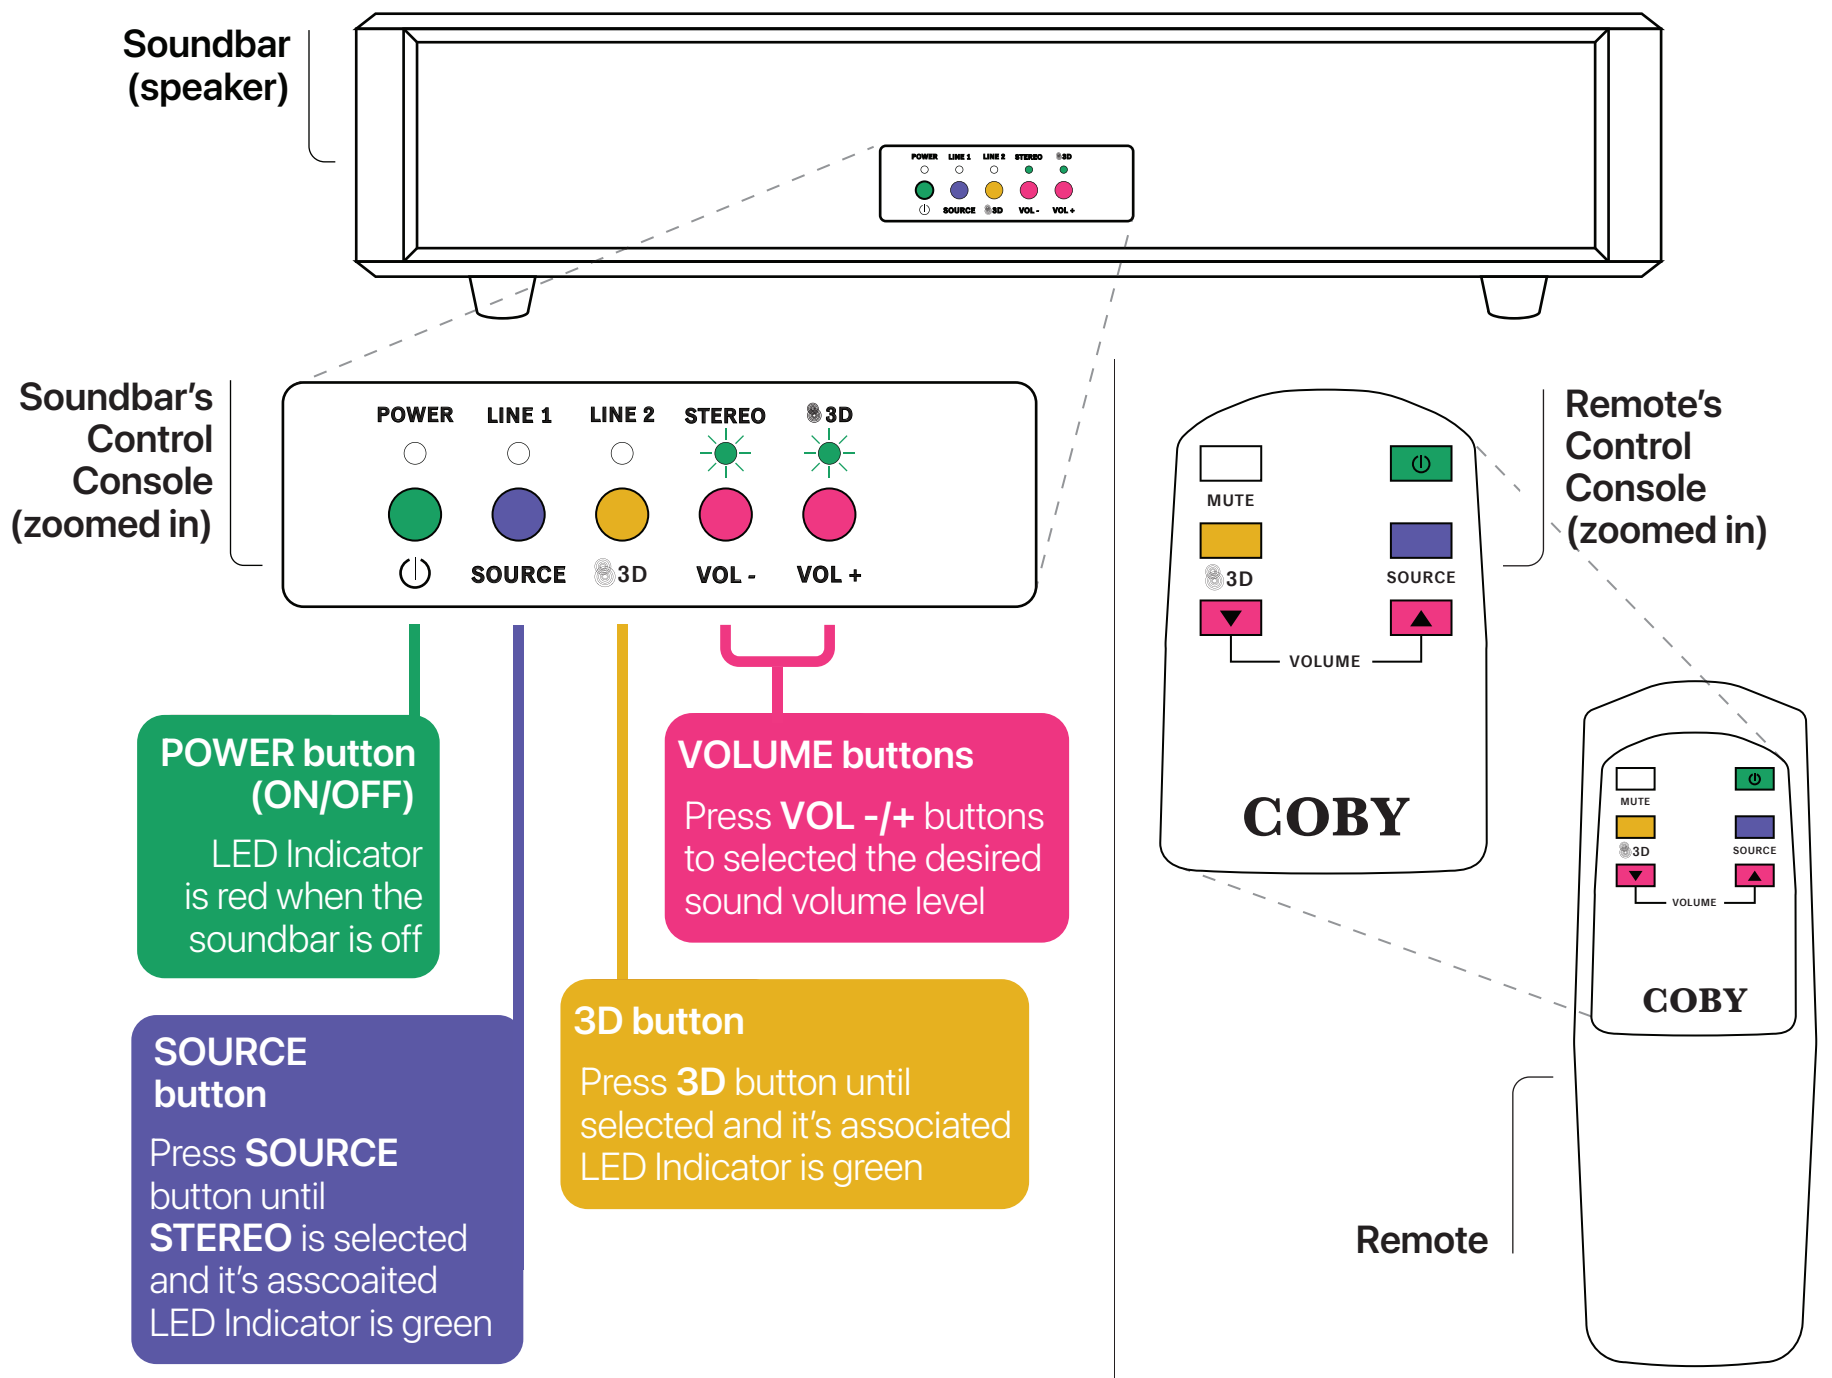 Soundbar
(speaker)
POWER LINE 1 LINE 2 STEREO 3D
SOURCE 3D VOL - VOL +
Soundbar's
Control
Console
(zoomed in)
POWER LINE 1 LINE 2 STEREO 3D
SOURCE 3D VOL - VOL +
POWER button
(ON/OFF)
LED Indicator
is red when the
soundbar is off
VOLUME buttons
Press VOL -/+ buttons
to selected the desired
sound volume level
SOURCE
button
Press SOURCE
button until
STEREO is selected
and it's asscoaited
LED Indicator is green
3D button
Press 3D button until
selected and it's associated
LED Indicator is green
Remote's
Control
Console
(zoomed in)
MUTE
3D SOURCE
VOLUME
COBY
MUTE
3D SOURCE
VOLUME
COBY
Remote